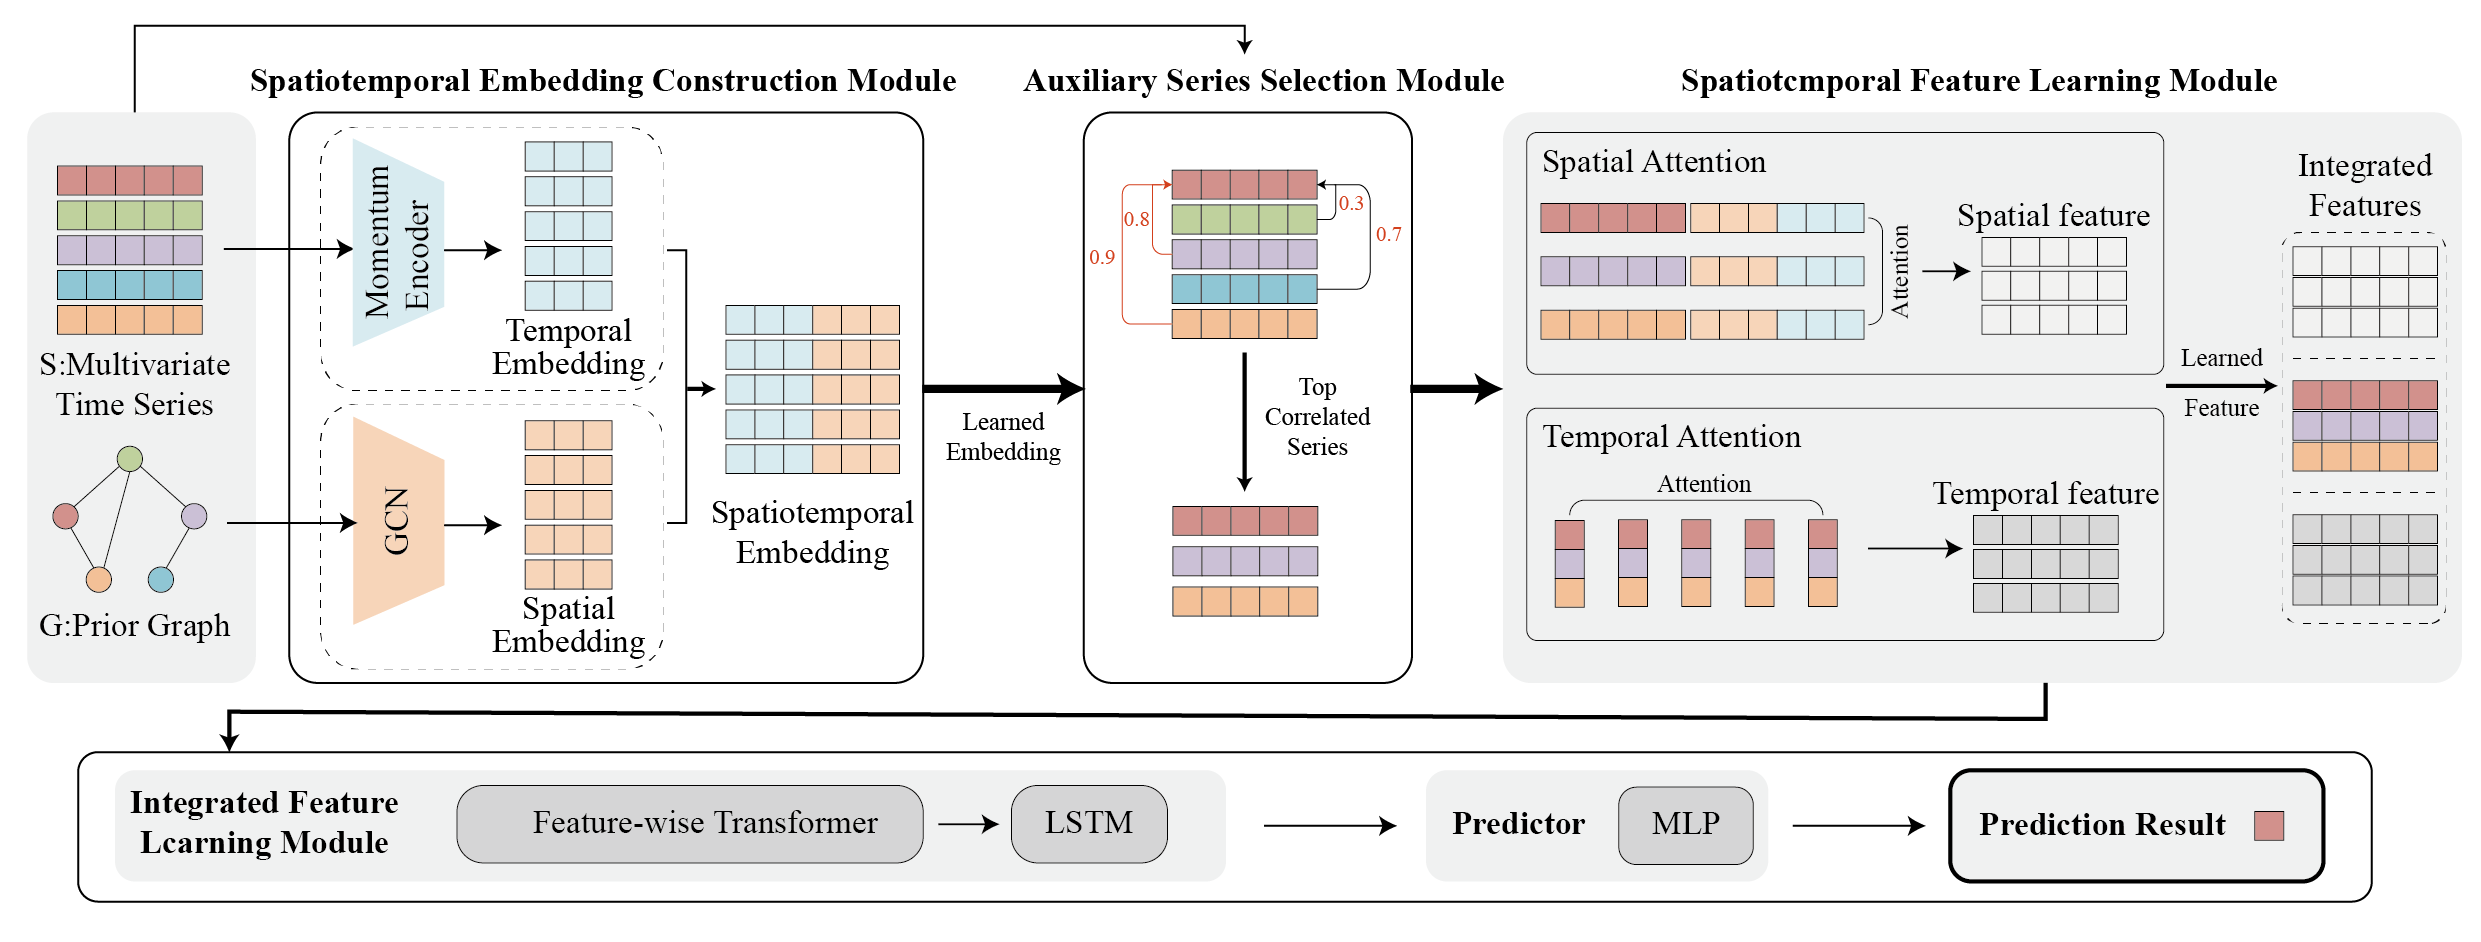 Spatiotemporal Embedding Construction Module
Auxiliary Series Selection Module
Spatiotcmporal Feature Learning Module
S:Multivariate
Time Series
G:Prior Graph
Momentum
Encoder
Temporal
Embedding
GCN
Spatial
Embedding
Spatiotemporal
Embedding
Learned
Embedding
0.9
0.8
0.3
0.7
Top
Correlated
Series
Spatial Attention
Attention
Spatial feature
Temporal Attention
Attention
Temporal feature
Learned
Feature
Integrated
Features
Integrated Feature
Lcarning Module
Feature-wise Transformer
LSTM
Predictor
MLP
Prediction Result